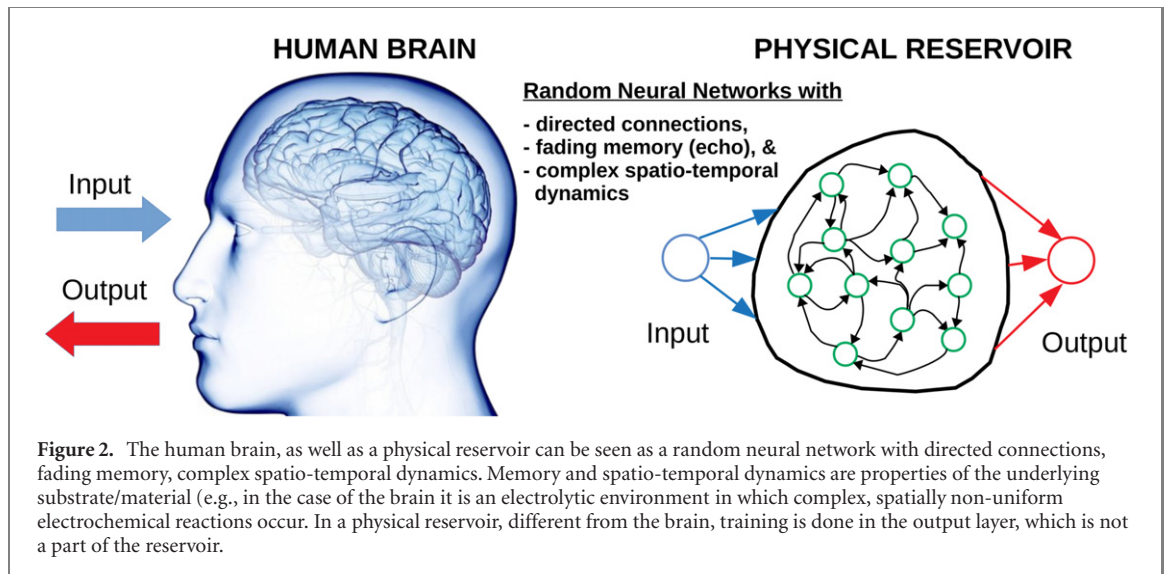 HUMAN BRAIN
PHYSICAL RESERVOIR
Random Neural Networks with
- directed connections,
- fading memory (echo), &
- complex spatio-temporal
dynamics
Input
Output
Input
Output
Figure 2. The human brain, as well as a physical reservoir can be seen as a random neural network with directed connections,
fading memory, complex spatio-temporal dynamics. Memory and spatio-temporal dynamics are properties of the underlying
substrate/material (e.g., in the case of the brain it is an electrolytic environment in which complex, spatially non-uniform
electrochemical reactions occur. In a physical reservoir, different from the brain, training is done in the output layer, which is not
a part of the reservoir.